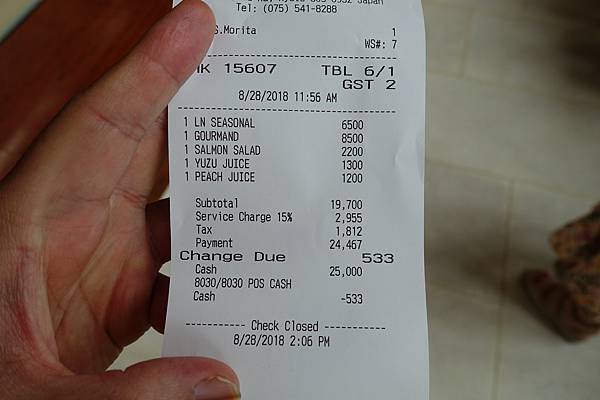 Japan
Tel: (075) 541-8288
S.Morita 1
WS#: 7
15607 TBL 6/1
GST 2
8/28/2018 11:56 AM
1 LN SEASONAL 6500
1 GOURMAND 8500
1 SALMON SALAD 2200
1 YUZU JUICE 1300
1 PEACH JUICE 1200
Subtotal 19,700
Service Charge 15% 2,955
Tax 1,812
Payment 24,467
Change Due 533
Cash 25,000
8030/8030 POS CASH
Cash -533
----------- Check Closed -----------
8/28/2018 2:06 PM